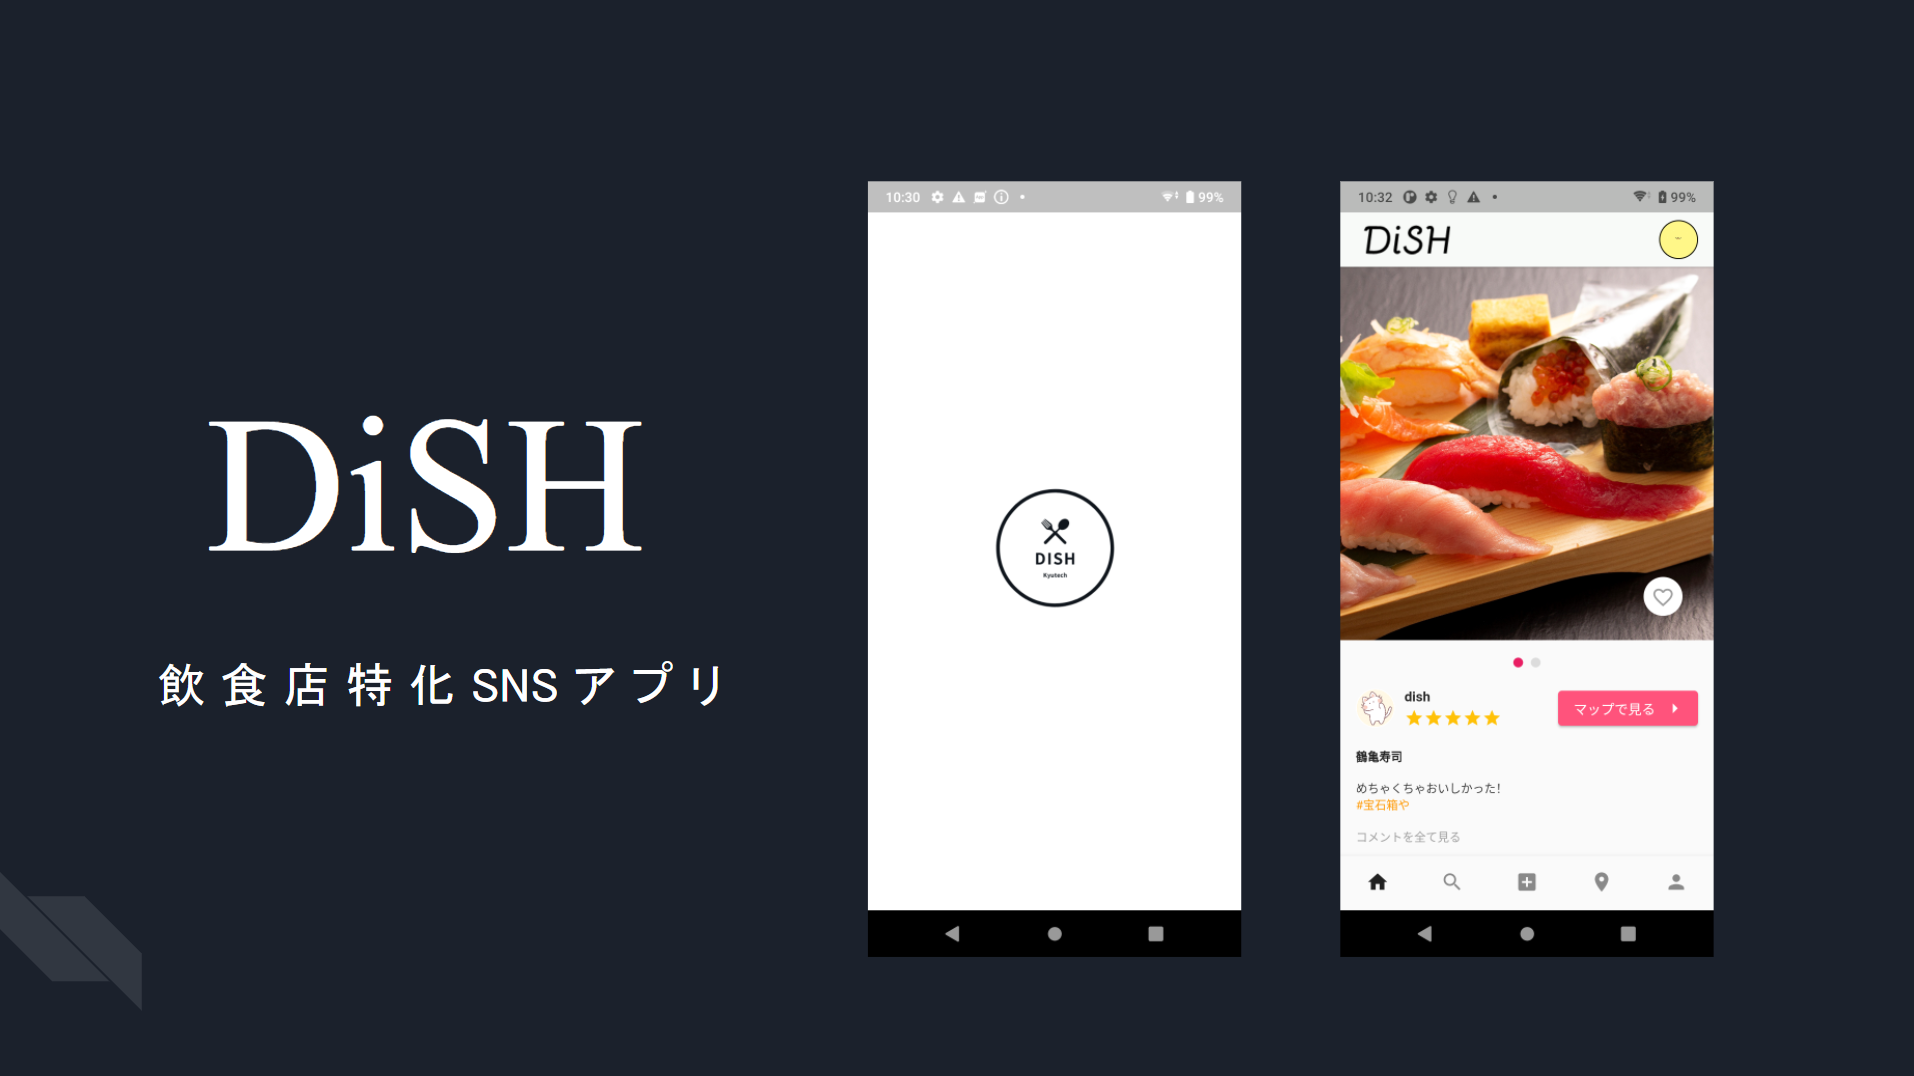 DiSH
飲食店特化SNSアプリ
10:30
99%
DISH
Kyutech
10:32
99%
DiSH
dish
マップで見る
鶴亀寿司
めちゃくちゃおいしかった!
#宝石箱や
コメントを全て見る